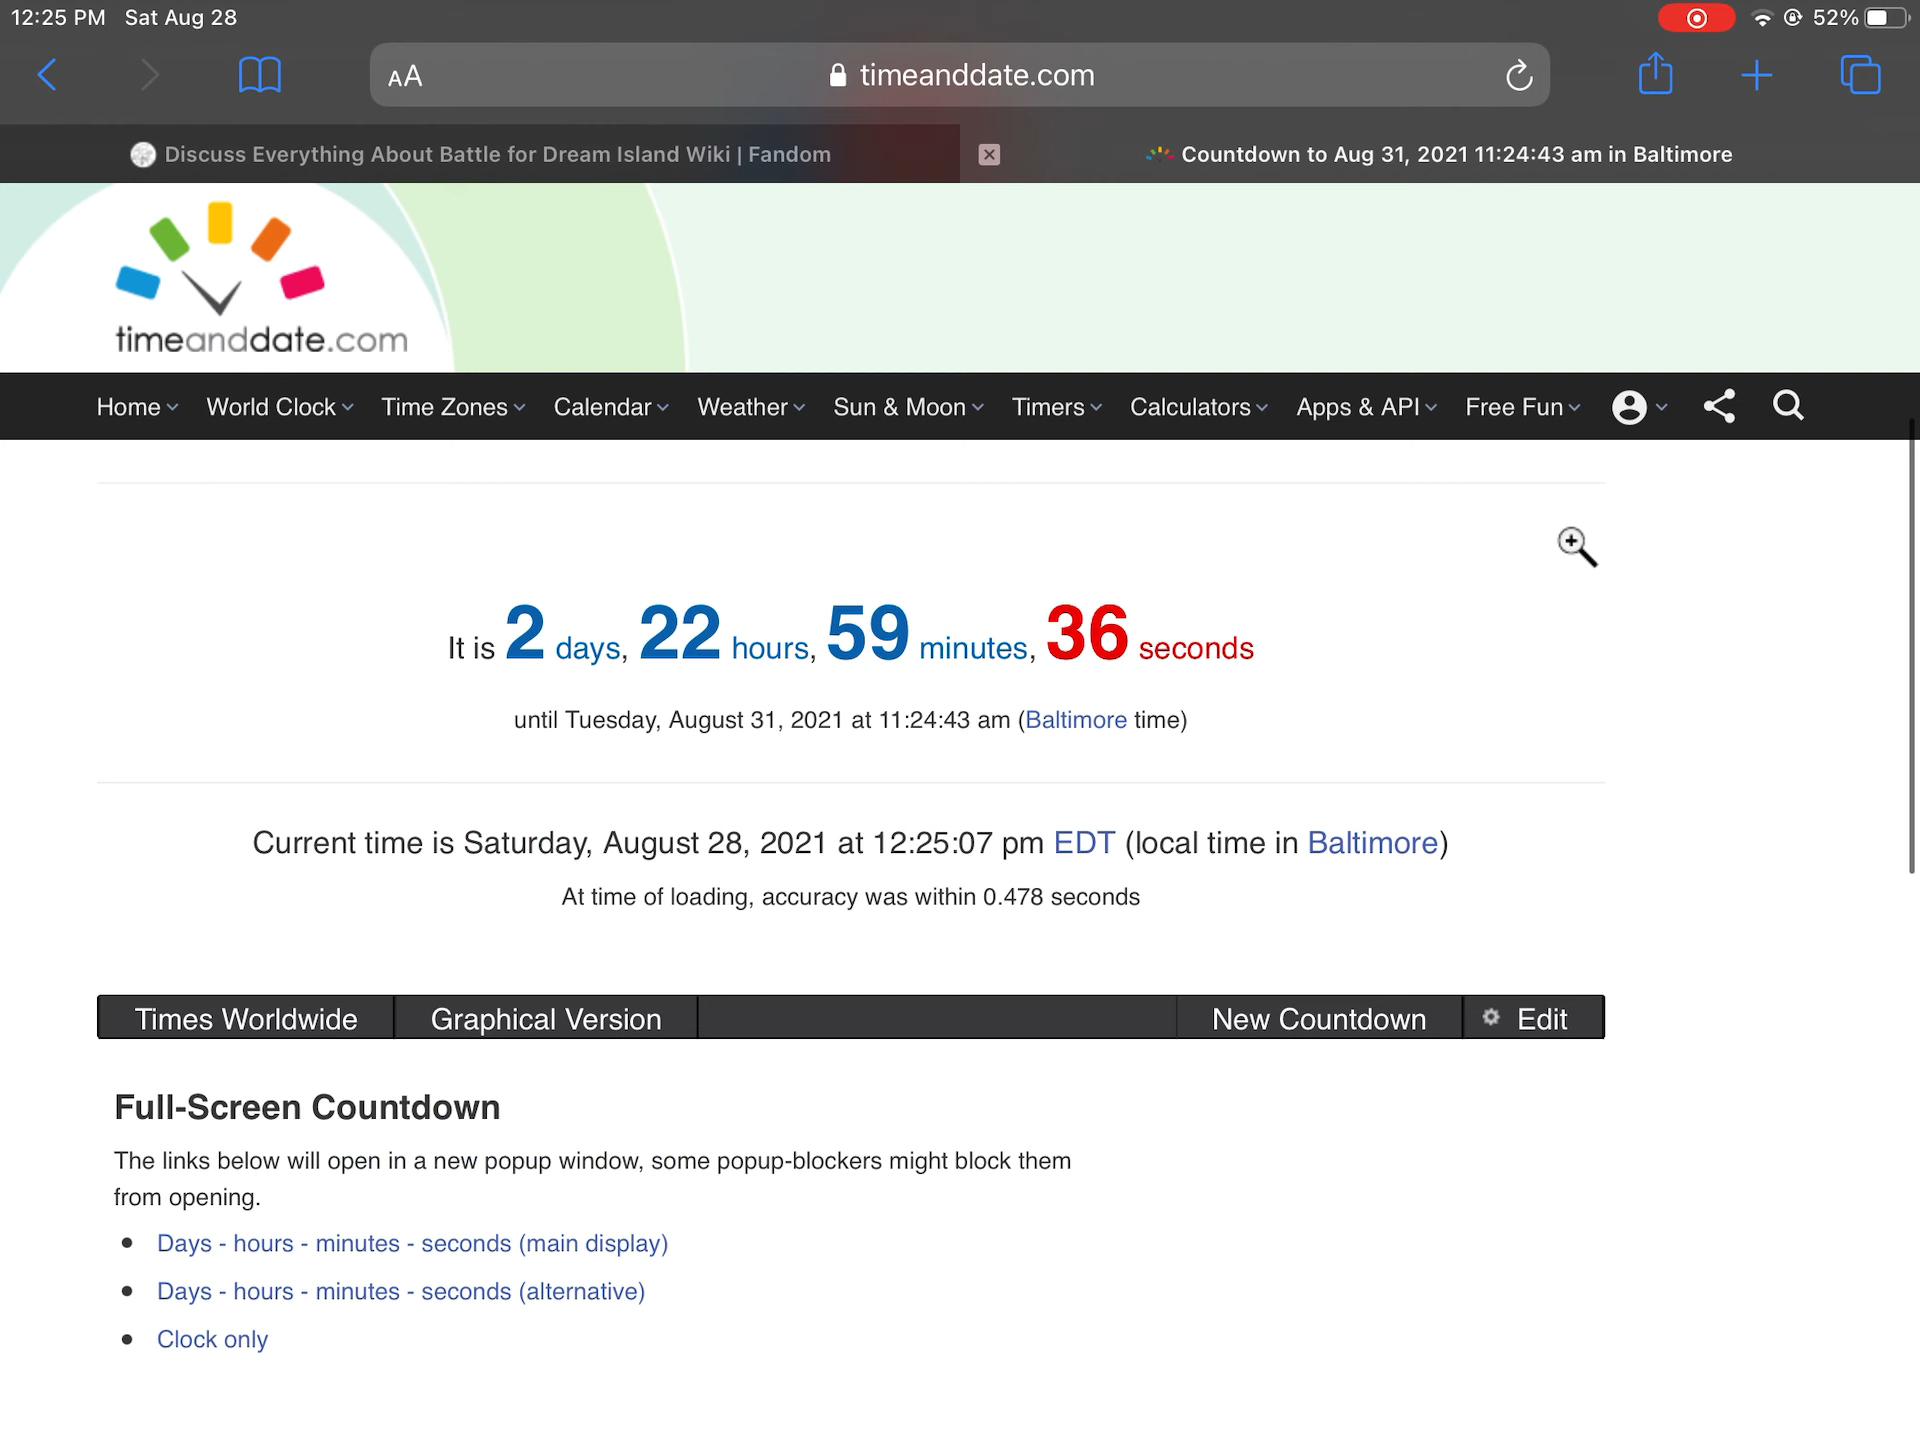 12:25 PM Sat Aug 28
52%
AA
timeanddate.com
Discuss Everything About Battle for Dream Island Wiki | Fandom
Countdown to Aug 31, 2021 11:24:43 am in Baltimore
timeanddate.com
Home World Clock Time Zones Calendar Weather Sun & Moon Timers Calculators Apps & API Free Fun
It is 2 days, 22 hours, 59 minutes, 36 seconds
until Tuesday, August 31, 2021 at 11:24:43 am (Baltimore time)
Current time is Saturday, August 28, 2021 at 12:25:07 pm EDT (local time in Baltimore)
At time of loading, accuracy was within 0.478 seconds
Times Worldwide Graphical Version New Countdown Edit
Full-Screen Countdown
The links below will open in a new popup window, some popup-blockers might block them
from opening.
Days - hours - minutes - seconds (main display)
Days - hours - minutes - seconds (alternative)
Clock only